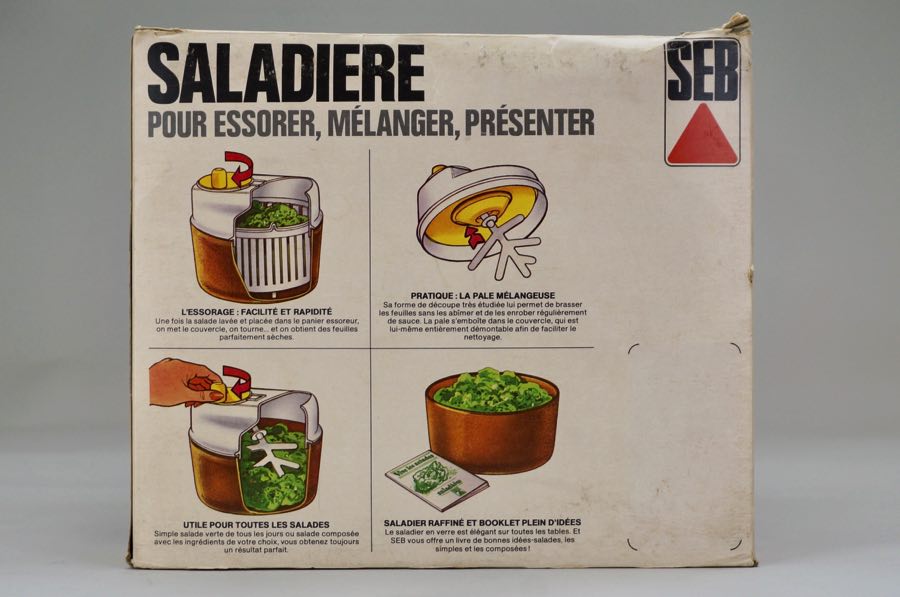 SALADIERE
SEB
POUR ESSORER, MÉLANGER, PRÉSENTER
L'ESSORAGE : FACILITÉ ET RAPIDITÉ
Une fois la salade lavée et placée dans le panier essoreur,
on met le couvercle, on tourne... et on obtient des feuilles
parfaitement sèches.
PRATIQUE : LA PALE MÉLANGEUSE
Sa forme de découpe très étudiée lui permet de brasser
les feuilles sans les abîmer et de les enrober régulièrement
de sauce. La pale s'emboîte dans le couvercle, qui est
lui-même entièrement démontable afin de faciliter le
nettoyage.
UTILE POUR TOUTES LES SALADES
Simple salade verte de tous les jours ou salade composée
avec les ingrédients de votre choix, vous obtenez toujours
un résultat parfait.
Vive les salades
saladière
SALADIER RAFFINÉ ET BOOKLET PLEIN D'IDÉES
Le saladier en verre est élégant sur toutes les tables. Et
SEB vous offre un livre de bonnes idées-salades, les
simples et les composées !